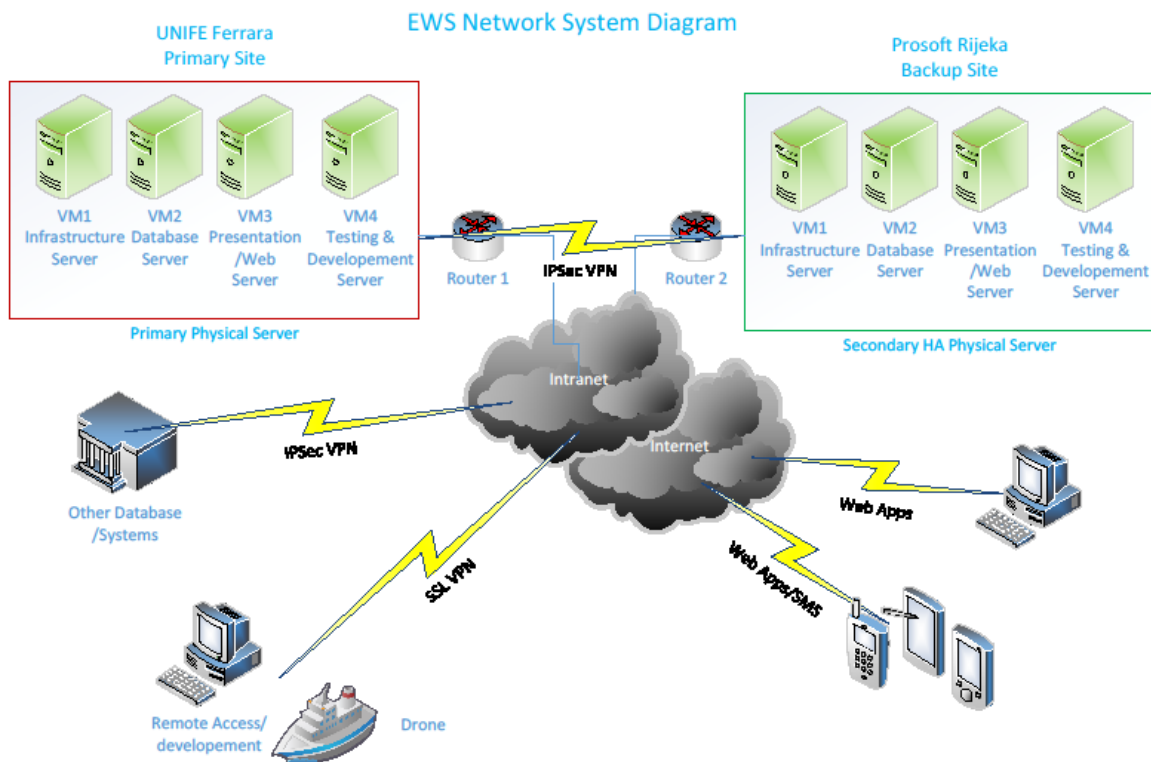 EWS Network System Diagram
UNIFE Ferrara
Primary Site
Prosoft Rijeka
Backup Site
VM1
Infrastructure
Server
VM2
Database
Server
VM3
Presentation
/Web
Server
VM4
Testing &
Developement
Server
Primary Physical Server
Router 1
IPSec VPN
Router 2
VM1
Infrastructure
Server
VM2
Database
Server
VM3
Presentation
/Web
Server
VM4
Testing &
Developement
Server
Secondary HA Physical Server
Intranet
Internet
IPSec VPN
Other Database
/Systems
SSL VPN
Web Apps
Web Apps/SMS
Remote Access/
developement
Drone